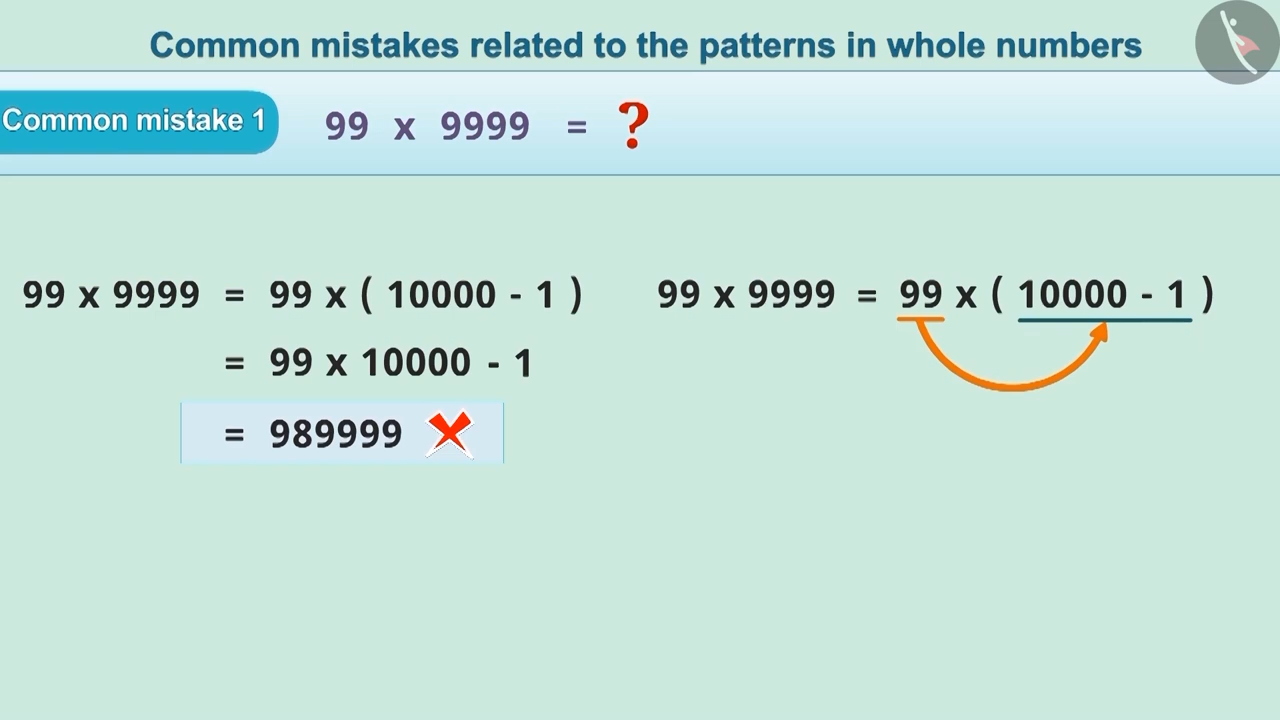 Common mistakes related to the patterns in whole numbers
Common mistake 1
99 x 9999 = ?
99 x 9999 = 99 x ( 10000 - 1 )
= 99 x 10000 - 1
= 989999
99 x 9999 = 99 x ( 10000 - 1 )